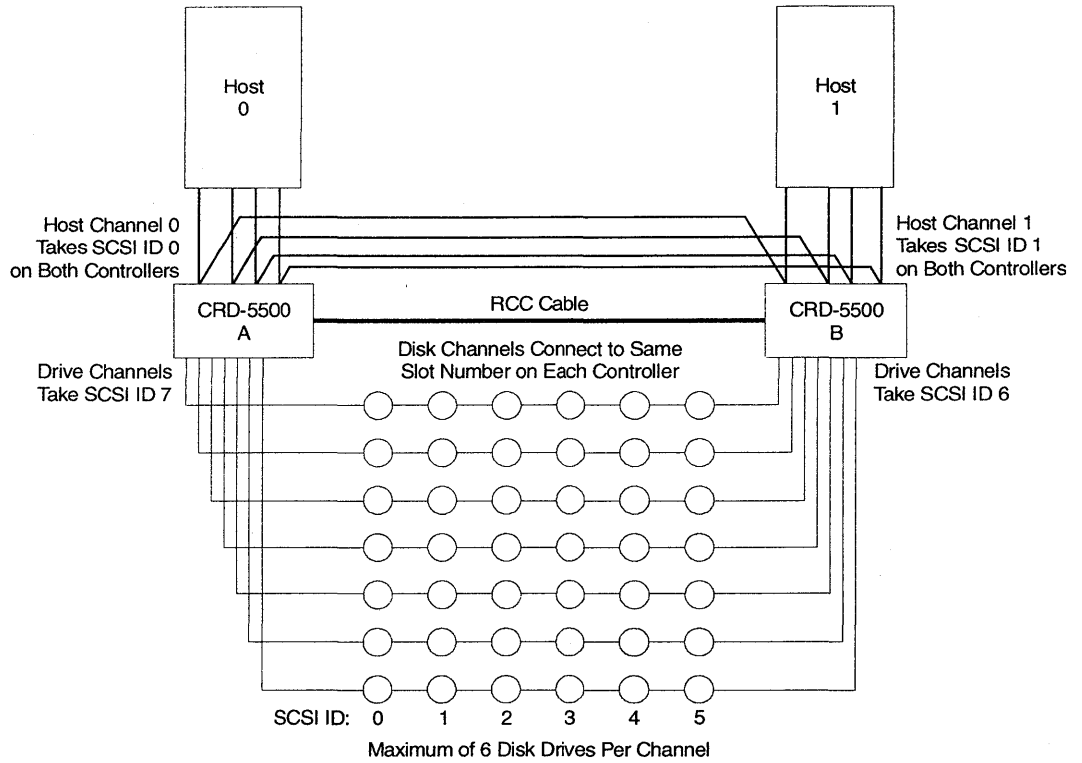 Host
0
Host
1
Host Channel 0
Takes SCSI ID 0
on Both Controllers
Host Channel 1
Takes SCSI ID 1
on Both Controllers
CRD-5500
A
RCC Cable
CRD-5500
B
Disk Channels Connect to Same
Slot Number on Each Controller
Drive Channels
Take SCSI ID 7
Drive Channels
Take SCSI ID 6
SCSI ID: 0 1 2 3 4 5
Maximum of 6 Disk Drives Per Channel